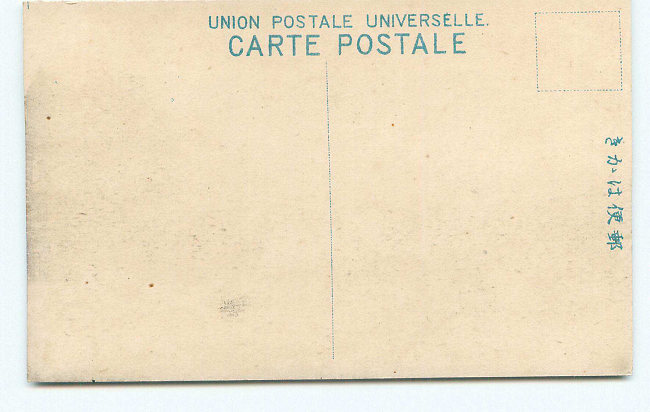 UNION POSTALE UNIVERSELLE.
CARTE POSTALE
きかは便郵